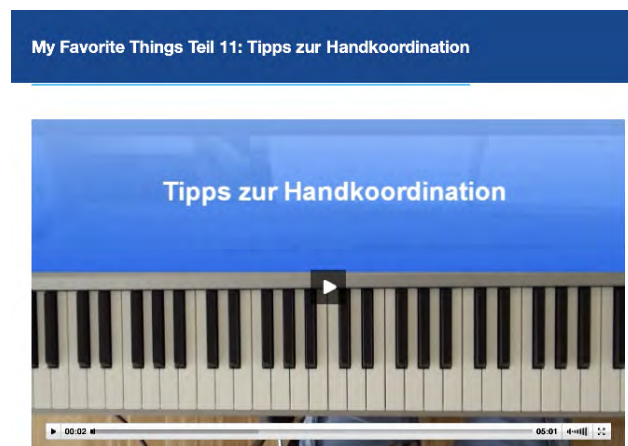 My Favorite Things Teil 11: Tipps zur Handkoordination
Tipps zur Handkoordination
00:02
05:01